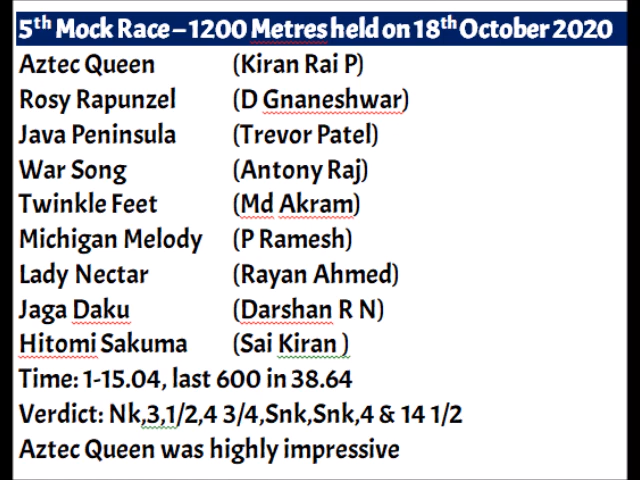 5th Mock Race – 1200 Metres held on 18th October 2020
Aztec Queen (Kiran Rai P)
Rosy Rapunzel (D Gnaneshwar)
Java Peninsula (Trevor Patel)
War Song (Antony Raj)
Twinkle Feet (Md Akram)
Michigan Melody (P Ramesh)
Lady Nectar (Rayan Ahmed)
Jaga Daku (Darshan R N)
Hitomi Sakuma (Sai Kiran )
Time: 1-15.04, last 600 in 38.64
Verdict: Nk,3,1/2,4 3/4,Snk,Snk,4 & 14 1/2
Aztec Queen was highly impressive